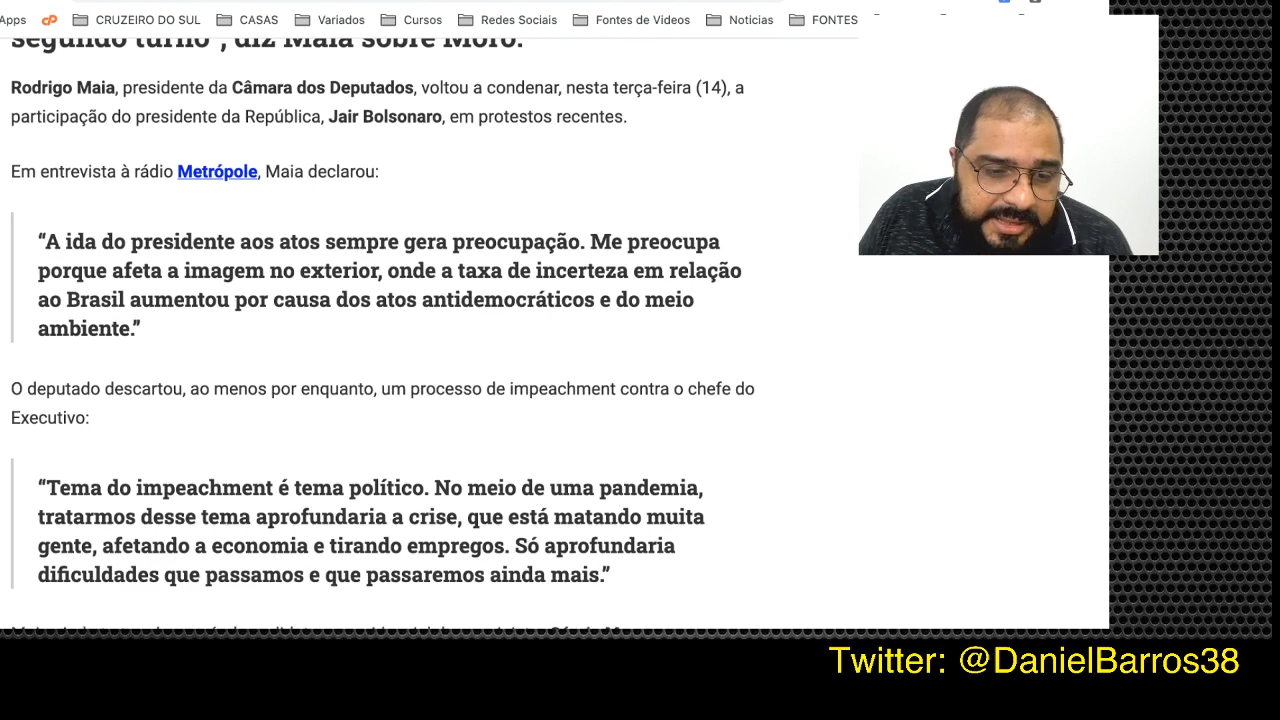 Apps CRUZEIRO DO SUL CASAS Variados Cursos Redes Sociais Fontes de Videos Noticias FONTES
segundo turno", diz Maia sobre Moro.
Rodrigo Maia, presidente da Câmara dos Deputados, voltou a condenar, nesta terça-feira (14), a
participação do presidente da República, Jair Bolsonaro, em protestos recentes.
Em entrevista à rádio Metrópole, Maia declarou:
“A ida do presidente aos atos sempre gera preocupação. Me preocupa
porque afeta a imagem no exterior, onde a taxa de incerteza em relação
ao Brasil aumentou por causa dos atos antidemocráticos e do meio
ambiente.”
O deputado descartou, ao menos por enquanto, um processo de impeachment contra o chefe do
Executivo:
“Tema do impeachment é tema político. No meio de uma pandemia,
tratarmos desse tema aprofundaria a crise, que está matando muita
gente, afetando a economia e tirando empregos. Só aprofundaria
dificuldades que passamos e que passaremos ainda mais.”
Twitter: @DanielBarros38